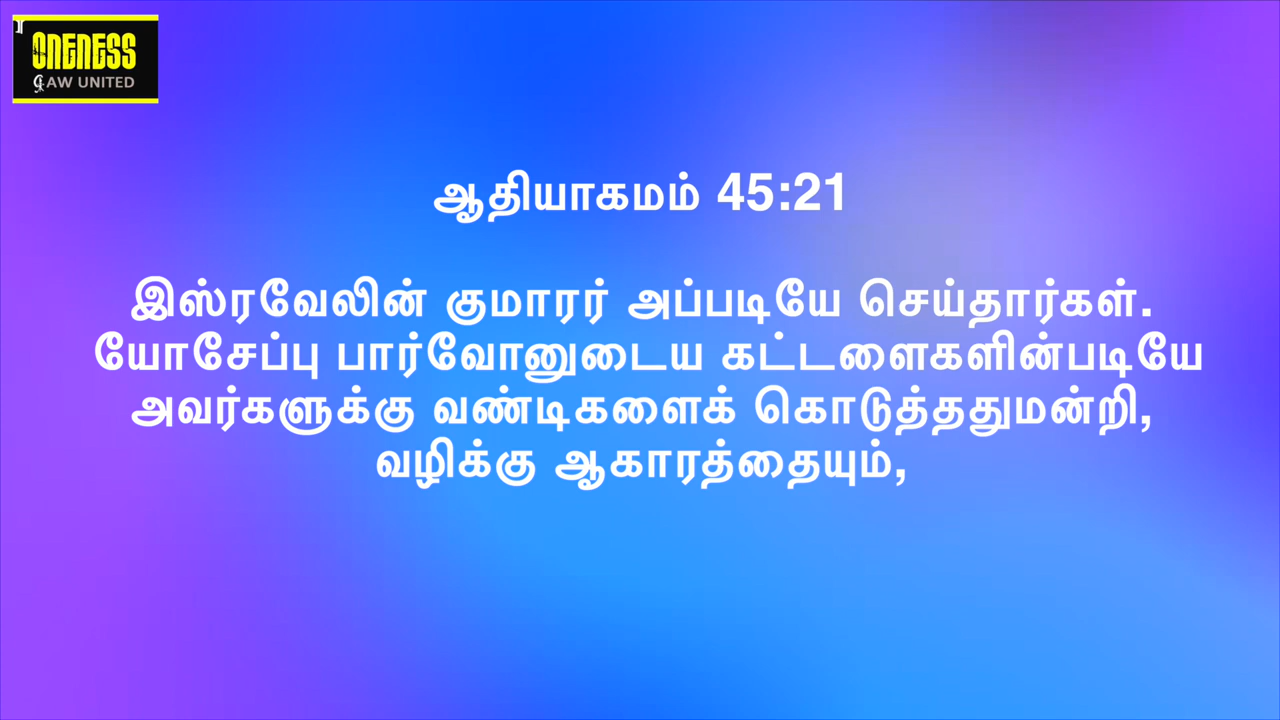 ONENESS
LAW UNITED
ஆதியாகமம் 45:21
இஸ்ரவேலின் குமாரர் அப்படியே செய்தார்கள்.
யோசேப்பு பார்வோனுடைய கட்டளைகளின்படியே
அவர்களுக்கு வண்டிகளைக் கொடுத்ததுமன்றி,
வழிக்கு ஆகாரத்தையும்,